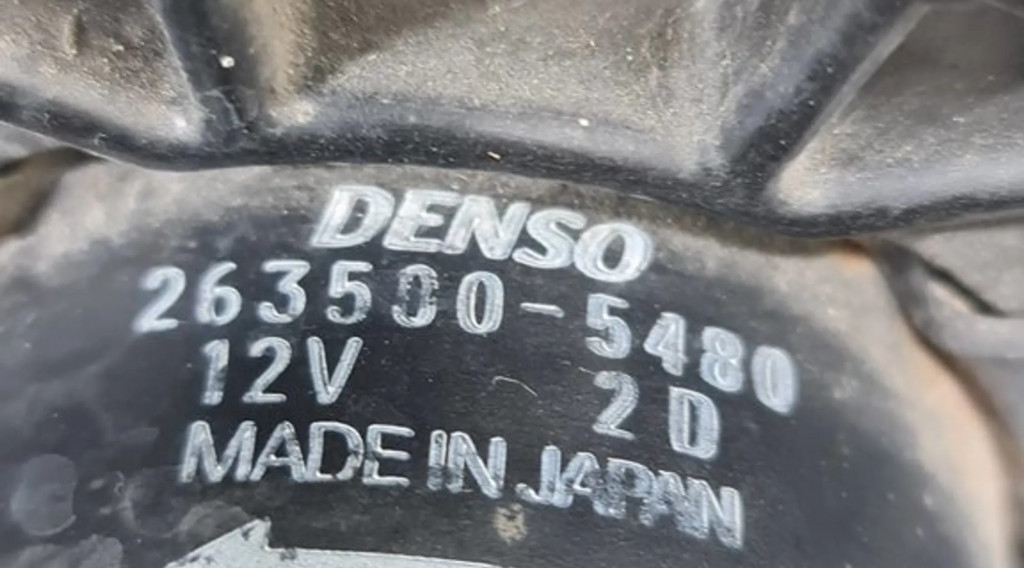 DENSO
263500-5480
12V 2D
MADE IN JAPAN